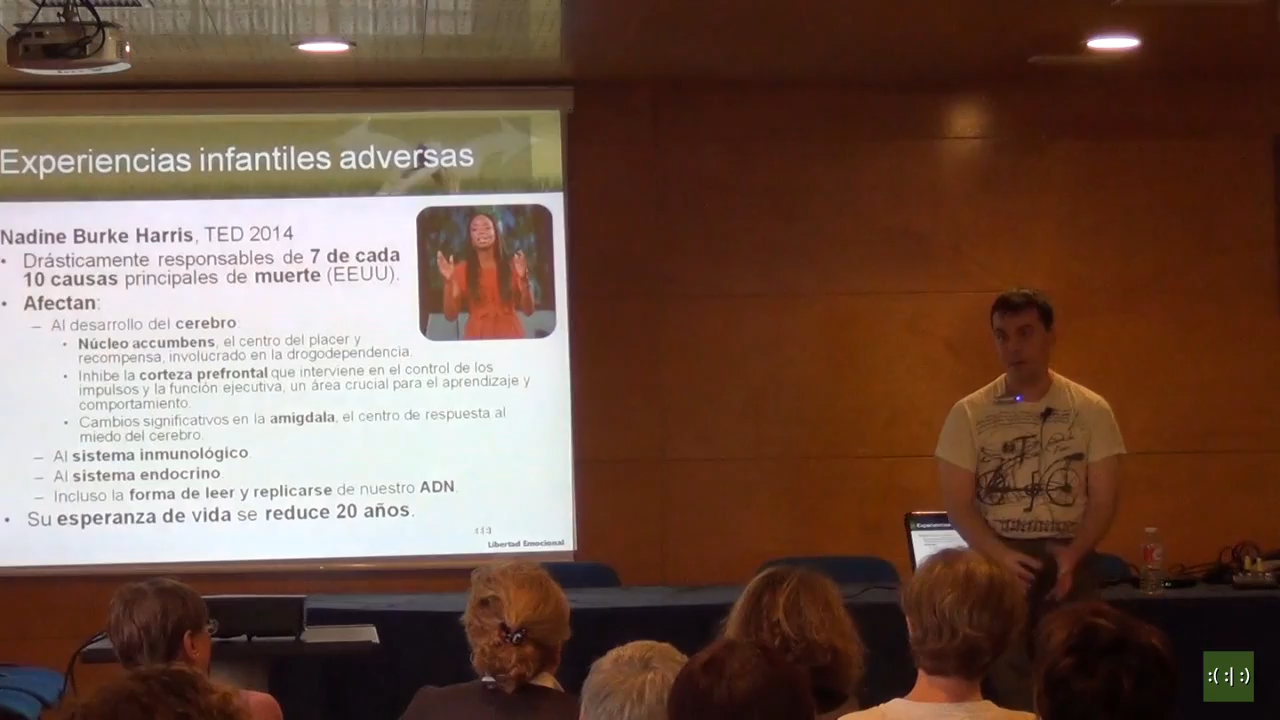 Experiencias infantiles adversas
Nadine Burke Harris, TED 2014
• Drásticamente responsables de 7 de cada
10 causas principales de muerte (EEUU).
• Afectan:
– Al desarrollo del cerebro:
• Núcleo accumbens, el centro del placer y
recompensa, involucrado en la drogodependencia.
• Inhibe la corteza prefrontal que interviene en el control de los
impulsos y la función ejecutiva, un área crucial para el aprendizaje y
comportamiento.
• Cambios significativos en la amigdala, el centro de respuesta al
miedo del cerebro.
– Al sistema inmunológico.
– Al sistema endocrino
– Incluso la forma de leer y replicarse de nuestro ADN.
• Su esperanza de vida se reduce 20 años.
Libertad Emocional
Experiencias
:( :| :)